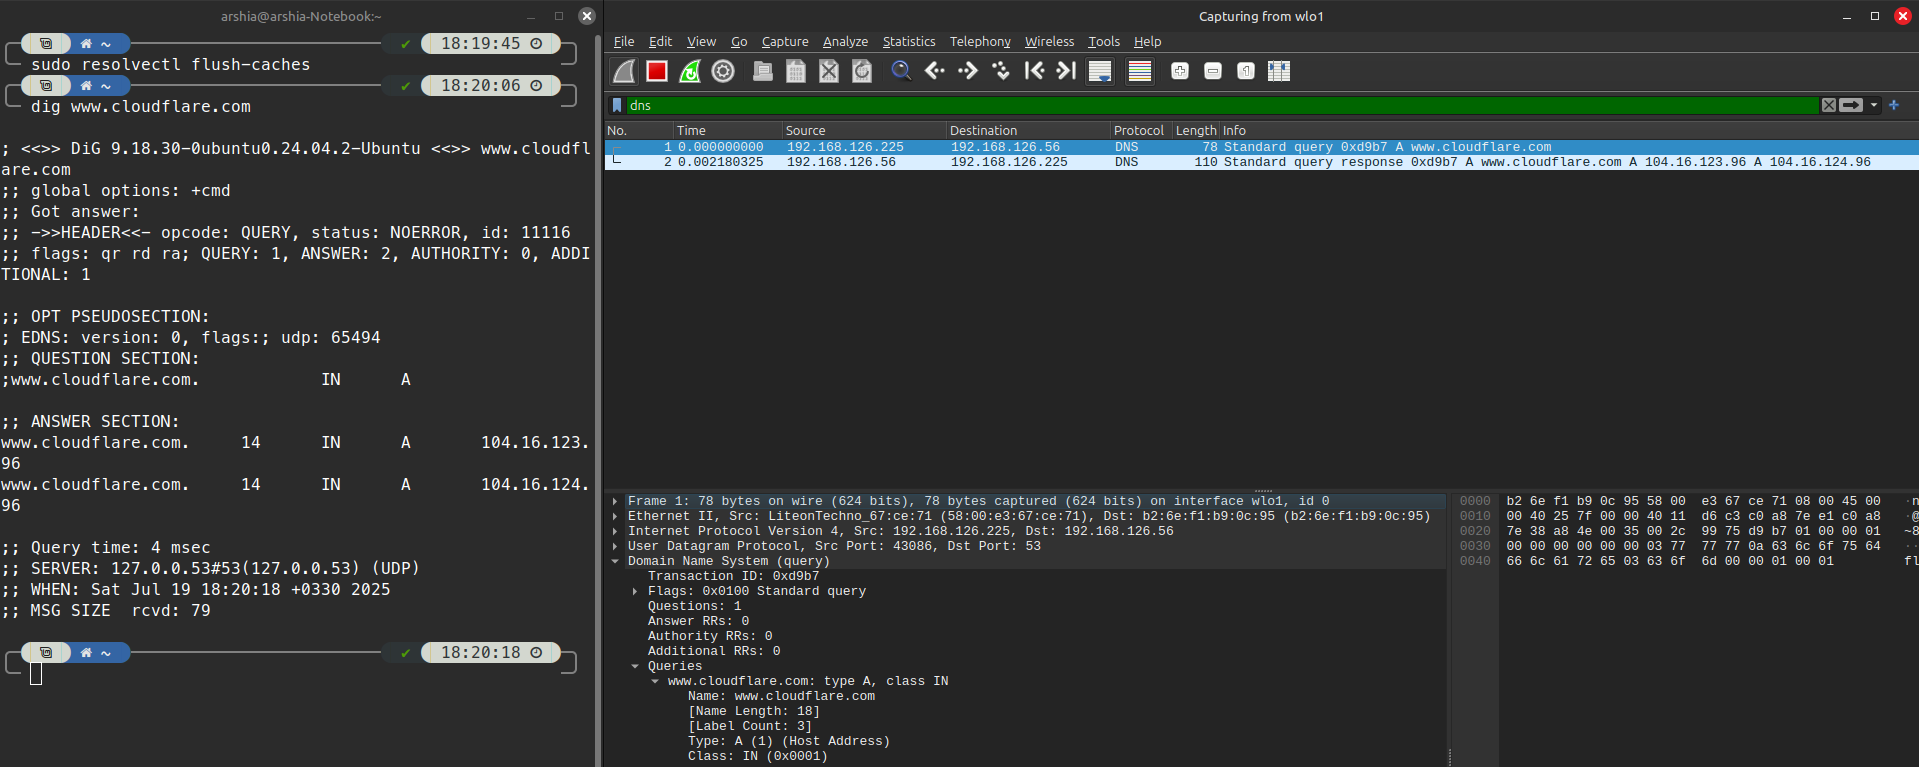 arshia@arshia-Notebook:~
~ ✔ 18:19:45
sudo resolvectl flush-caches
~ ✔ 18:20:06
dig www.cloudflare.com
; <<>> DiG 9.18.30-0ubuntu0.24.04.2-Ubuntu <<>> www.cloudfl
are.com
;; global options: +cmd
;; Got answer:
;; ->>HEADER<<- opcode: QUERY, status: NOERROR, id: 11116
;; flags: qr rd ra; QUERY: 1, ANSWER: 2, AUTHORITY: 0, ADDI
TIONAL: 1
;; OPT PSEUDOSECTION:
; EDNS: version: 0, flags:; udp: 65494
;; QUESTION SECTION:
;www.cloudflare.com. IN A
;; ANSWER SECTION:
www.cloudflare.com. 14 IN A 104.16.123.
96
www.cloudflare.com. 14 IN A 104.16.124.
96
;; Query time: 4 msec
;; SERVER: 127.0.0.53#53(127.0.0.53) (UDP)
;; WHEN: Sat Jul 19 18:20:18 +0330 2025
;; MSG SIZE rcvd: 79
~ ✔ 18:20:18
Capturing from wlo1
File Edit View Go Capture Analyze Statistics Telephony Wireless Tools Help
dns
No. Time Source Destination Protocol Length Info
1 0.000000000 192.168.126.225 192.168.126.56 DNS 78 Standard query 0xd9b7 A www.cloudflare.com
2 0.002180325 192.168.126.56 192.168.126.225 DNS 110 Standard query response 0xd9b7 A www.cloudflare.com A 104.16.123.96 A 104.16.124.96
Frame 1: 78 bytes on wire (624 bits), 78 bytes captured (624 bits) on interface wlo1, id 0
Ethernet II, Src: LiteonTechno_67:ce:71 (58:00:e3:67:ce:71), Dst: b2:6e:f1:b9:0c:95 (b2:6e:f1:b9:0c:95)
Internet Protocol Version 4, Src: 192.168.126.225, Dst: 192.168.126.56
User Datagram Protocol, Src Port: 43086, Dst Port: 53
Domain Name System (query)
Transaction ID: 0xd9b7
Flags: 0x0100 Standard query
Questions: 1
Answer RRs: 0
Authority RRs: 0
Additional RRs: 0
Queries
www.cloudflare.com: type A, class IN
Name: www.cloudflare.com
[Name Length: 18]
[Label Count: 3]
Type: A (1) (Host Address)
Class: IN (0x0001)
0000 b2 6e f1 b9 0c 95 58 00 e3 67 ce 71 08 00 45 00 ·n
0010 00 40 25 7f 00 00 40 11 d6 c3 c0 a8 7e e1 c0 a8 ·@
0020 7e 38 a8 4e 00 35 00 2c 99 75 d9 b7 01 00 00 01 ~8
0030 00 00 00 00 00 00 03 77 77 77 0a 63 6c 6f 75 64 ··
0040 66 6c 61 72 65 03 63 6f 6d 00 00 01 00 01 fl